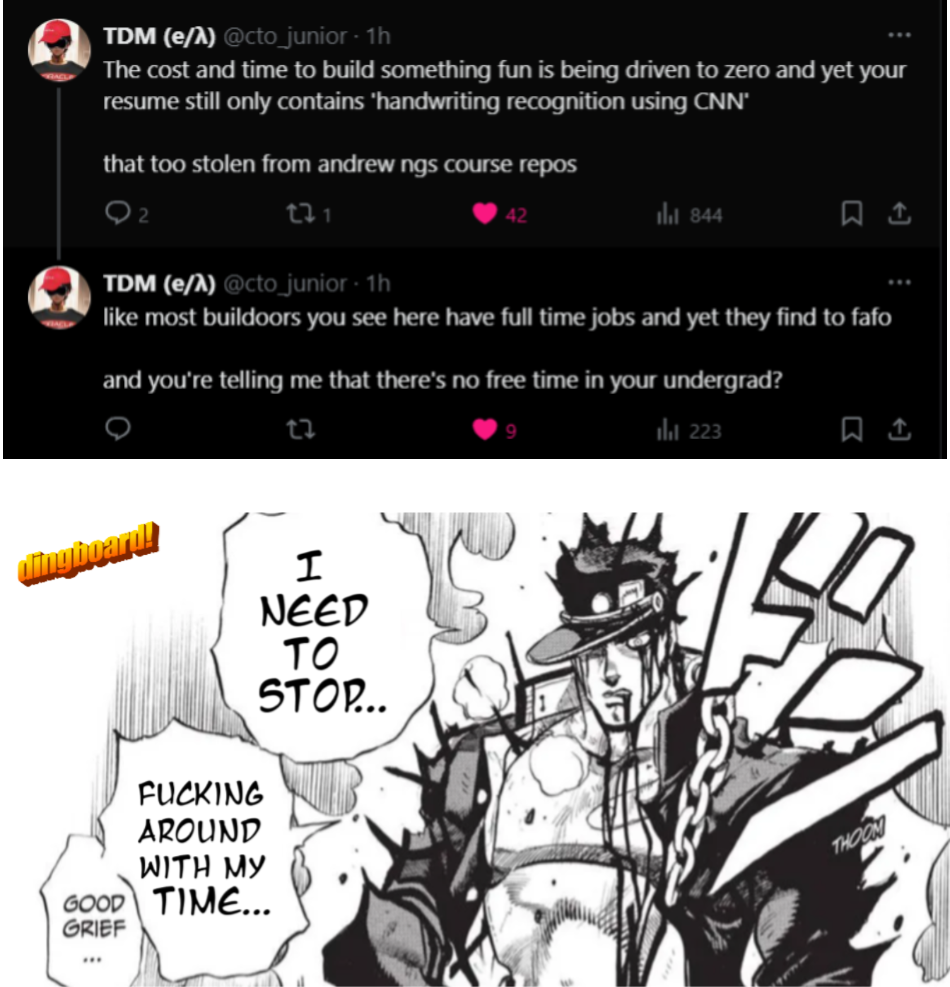 TDM (e/λ) @cto_junior · 1h
The cost and time to build something fun is being driven to zero and yet your
resume still only contains 'handwriting recognition using CNN'
that too stolen from andrew ngs course repos
2 1 42 844
TDM (e/λ) @cto_junior · 1h
like most buildoors you see here have full time jobs and yet they find to fafo
and you're telling me that there's no free time in your undergrad?
9 223
dingboard!
I
NEED
TO
STOP...
FUCKING
AROUND
WITH MY
TIME...
GOOD
GRIEF
...
ド
THOOM